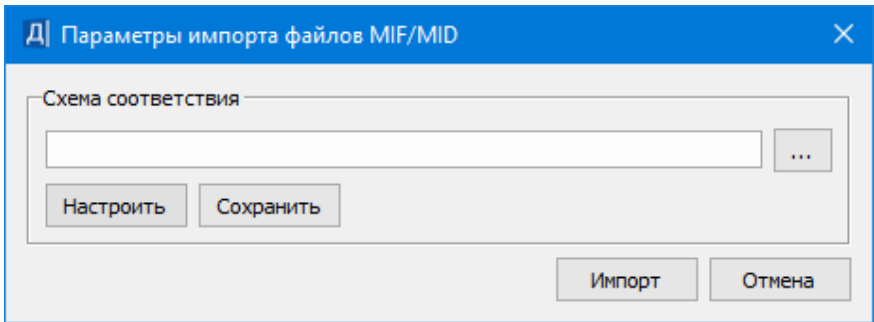 Д Параметры импорта файлов MIF/MID
Схема соответствия
...
Настроить Сохранить
Импорт Отмена